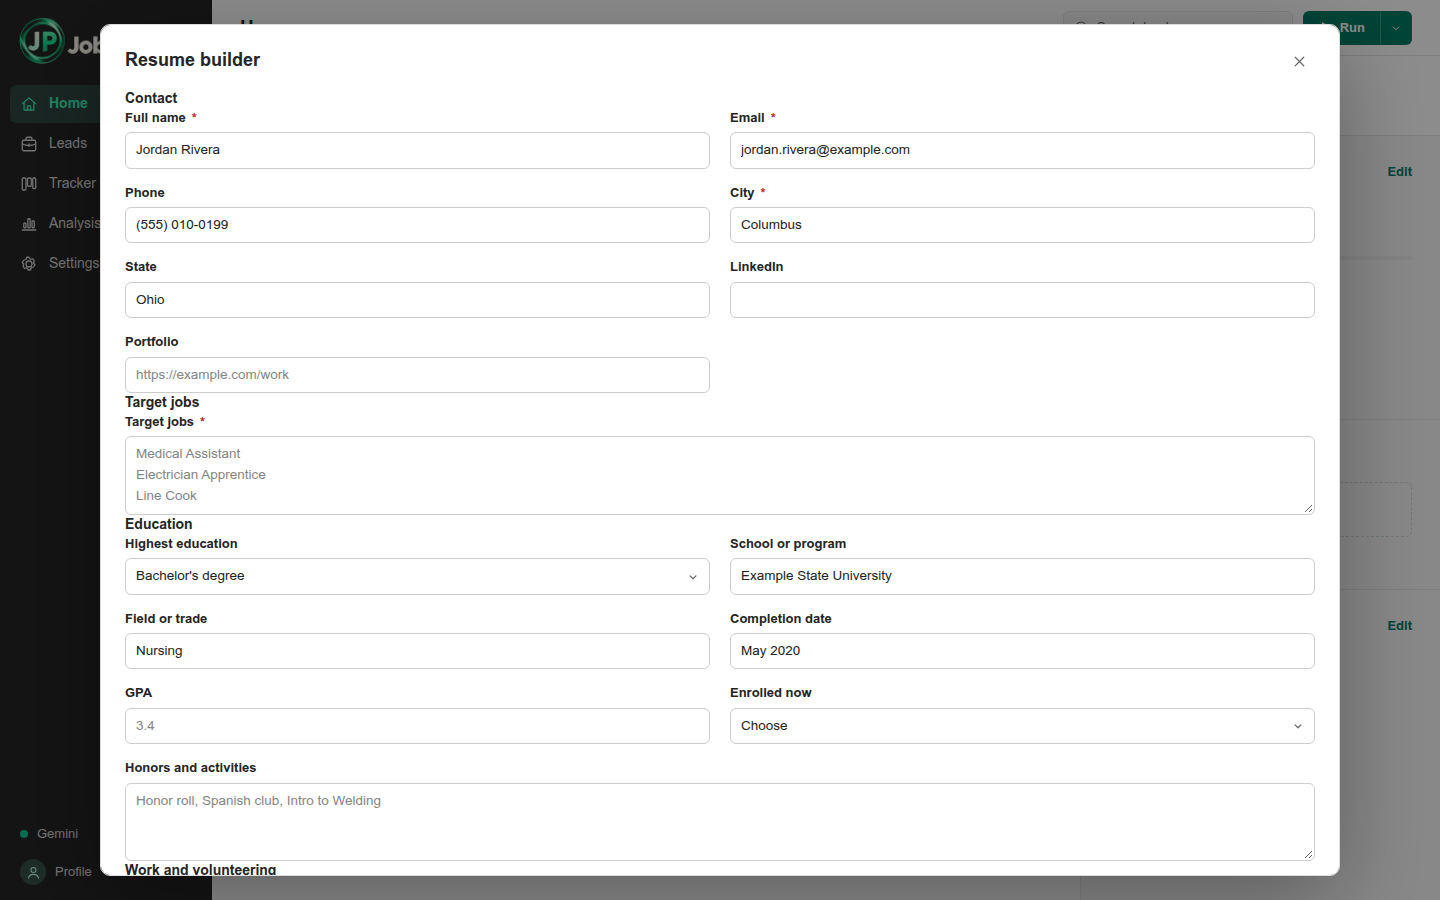 JP Job
Home
Leads
Tracker
Analysis
Settings
Gemini
Profile
Run
Edit
Edit
Resume builder
Contact
Full name *
Jordan Rivera
Email *
jordan.rivera@example.com
Phone
(555) 010-0199
City *
Columbus
State
Ohio
LinkedIn
Portfolio
https://example.com/work
Target jobs
Target jobs *
Medical Assistant
Electrician Apprentice
Line Cook
Education
Highest education
Bachelor's degree
School or program
Example State University
Field or trade
Nursing
Completion date
May 2020
GPA
3.4
Enrolled now
Choose
Honors and activities
Honor roll, Spanish club, Intro to Welding
Work and volunteering